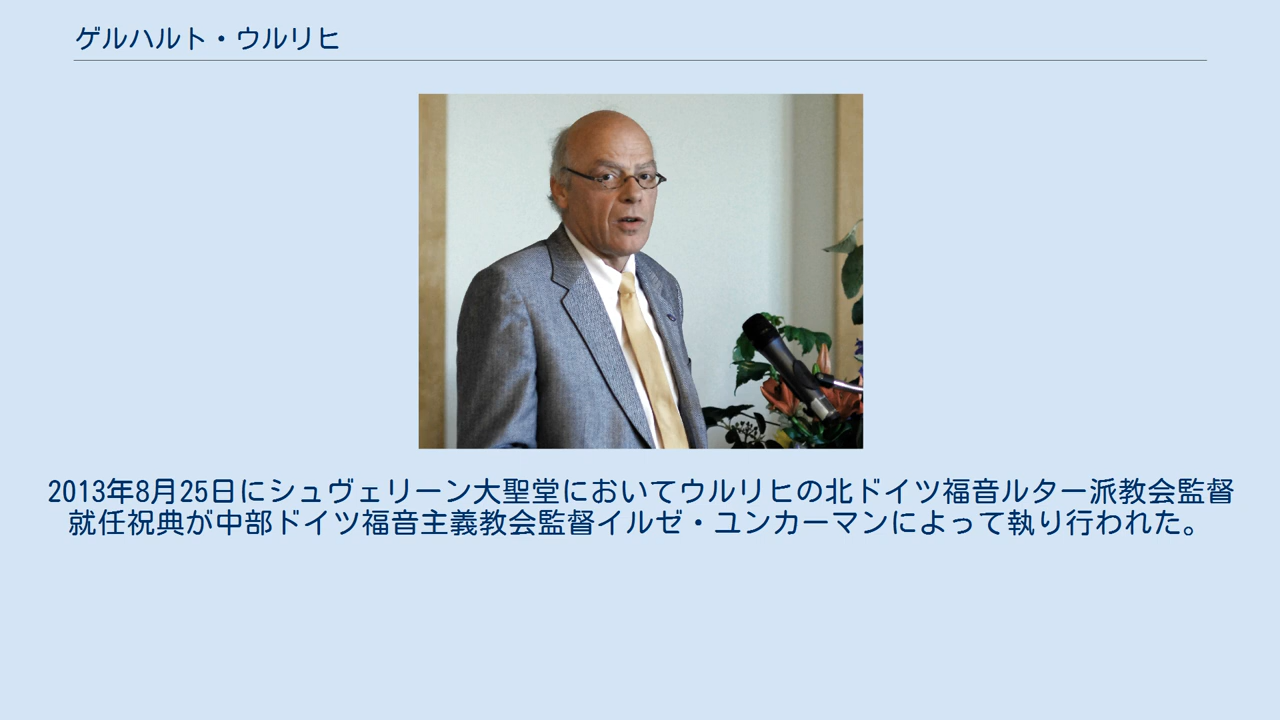 ゲルハルト・ウルリヒ
2013年8月25日にシュヴェリーン大聖堂においてウルリヒの北ドイツ福音ルター派教会監督
就任祝典が中部ドイツ福音主義教会監督イルゼ・ユンカーマンによって執り行われた。